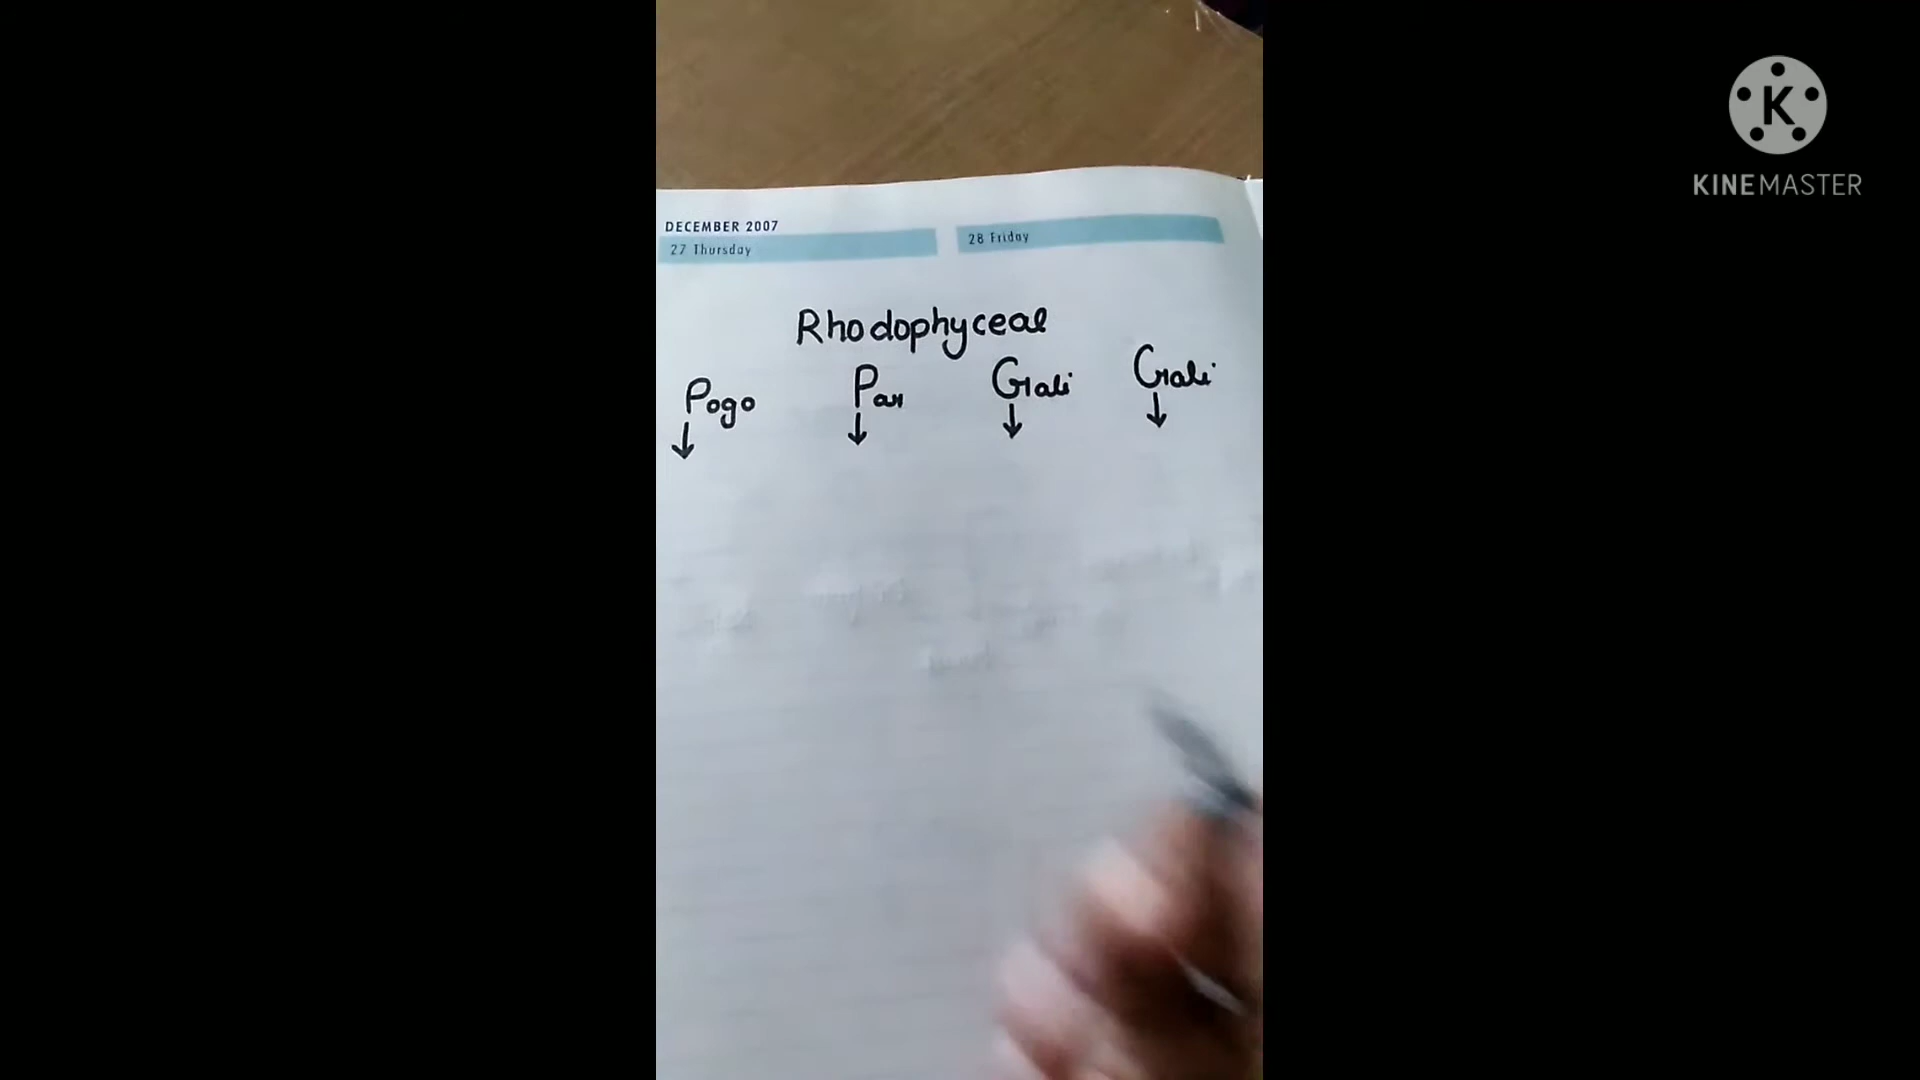 KINEMASTER
DECEMBER 2007
27 Thursday
28 Friday
Rhodophyceae
Pogo Par Gali Gali